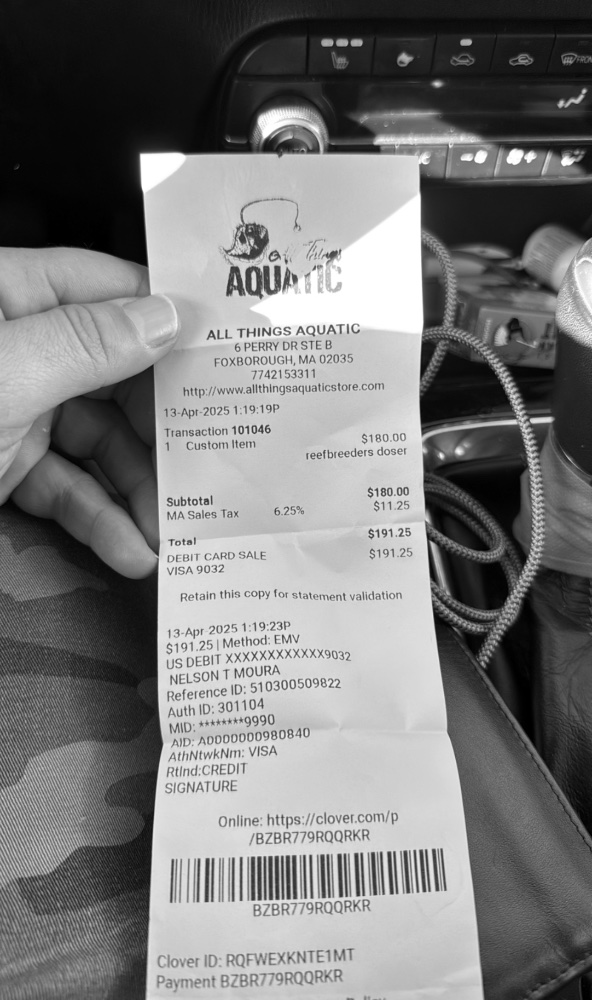 All Things
AQUATIC
ALL THINGS AQUATIC
6 PERRY DR STE B
FOXBOROUGH, MA 02035
7742153311
http://www.allthingsaquaticstore.com
13-Apr-2025 1:19:19P
Transaction 101046
1 Custom Item $180.00
reefbreeders doser
Subtotal $180.00
MA Sales Tax 6.25% $11.25
Total $191.25
DEBIT CARD SALE $191.25
VISA 9032
Retain this copy for statement validation
13-Apr-2025 1:19:23P
$191.25 | Method: EMV
US DEBIT XXXXXXXXXXXX9032
NELSON T MOURA
Reference ID: 510300509822
Auth ID: 301104
MID: ********9990
AID: A0000000980840
AthNtwkNm: VISA
RtInd:CREDIT
SIGNATURE
Online: https://clover.com/p
/BZBR779RQQRKR
BZBR779RQQRKR
Clover ID: RQFWEXKNTE1MT
Payment BZBR779RQQRKR
FRONT